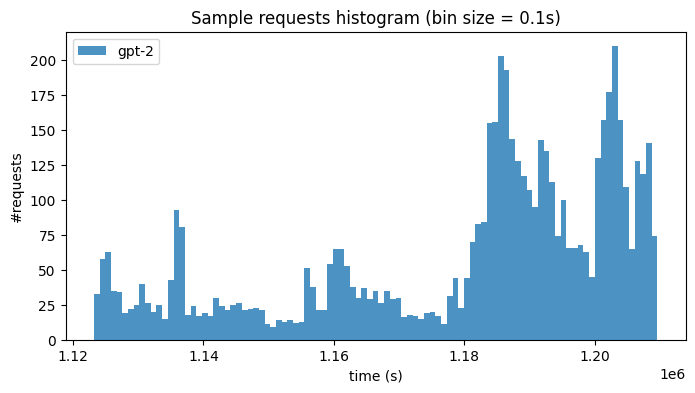 Sample requests histogram (bin size = 0.1s)
gpt-2
200
175
150
125
100
75
50
25
0
#requests
1.12
1.14
1.16
1.18
1.20
1e6
time (s)